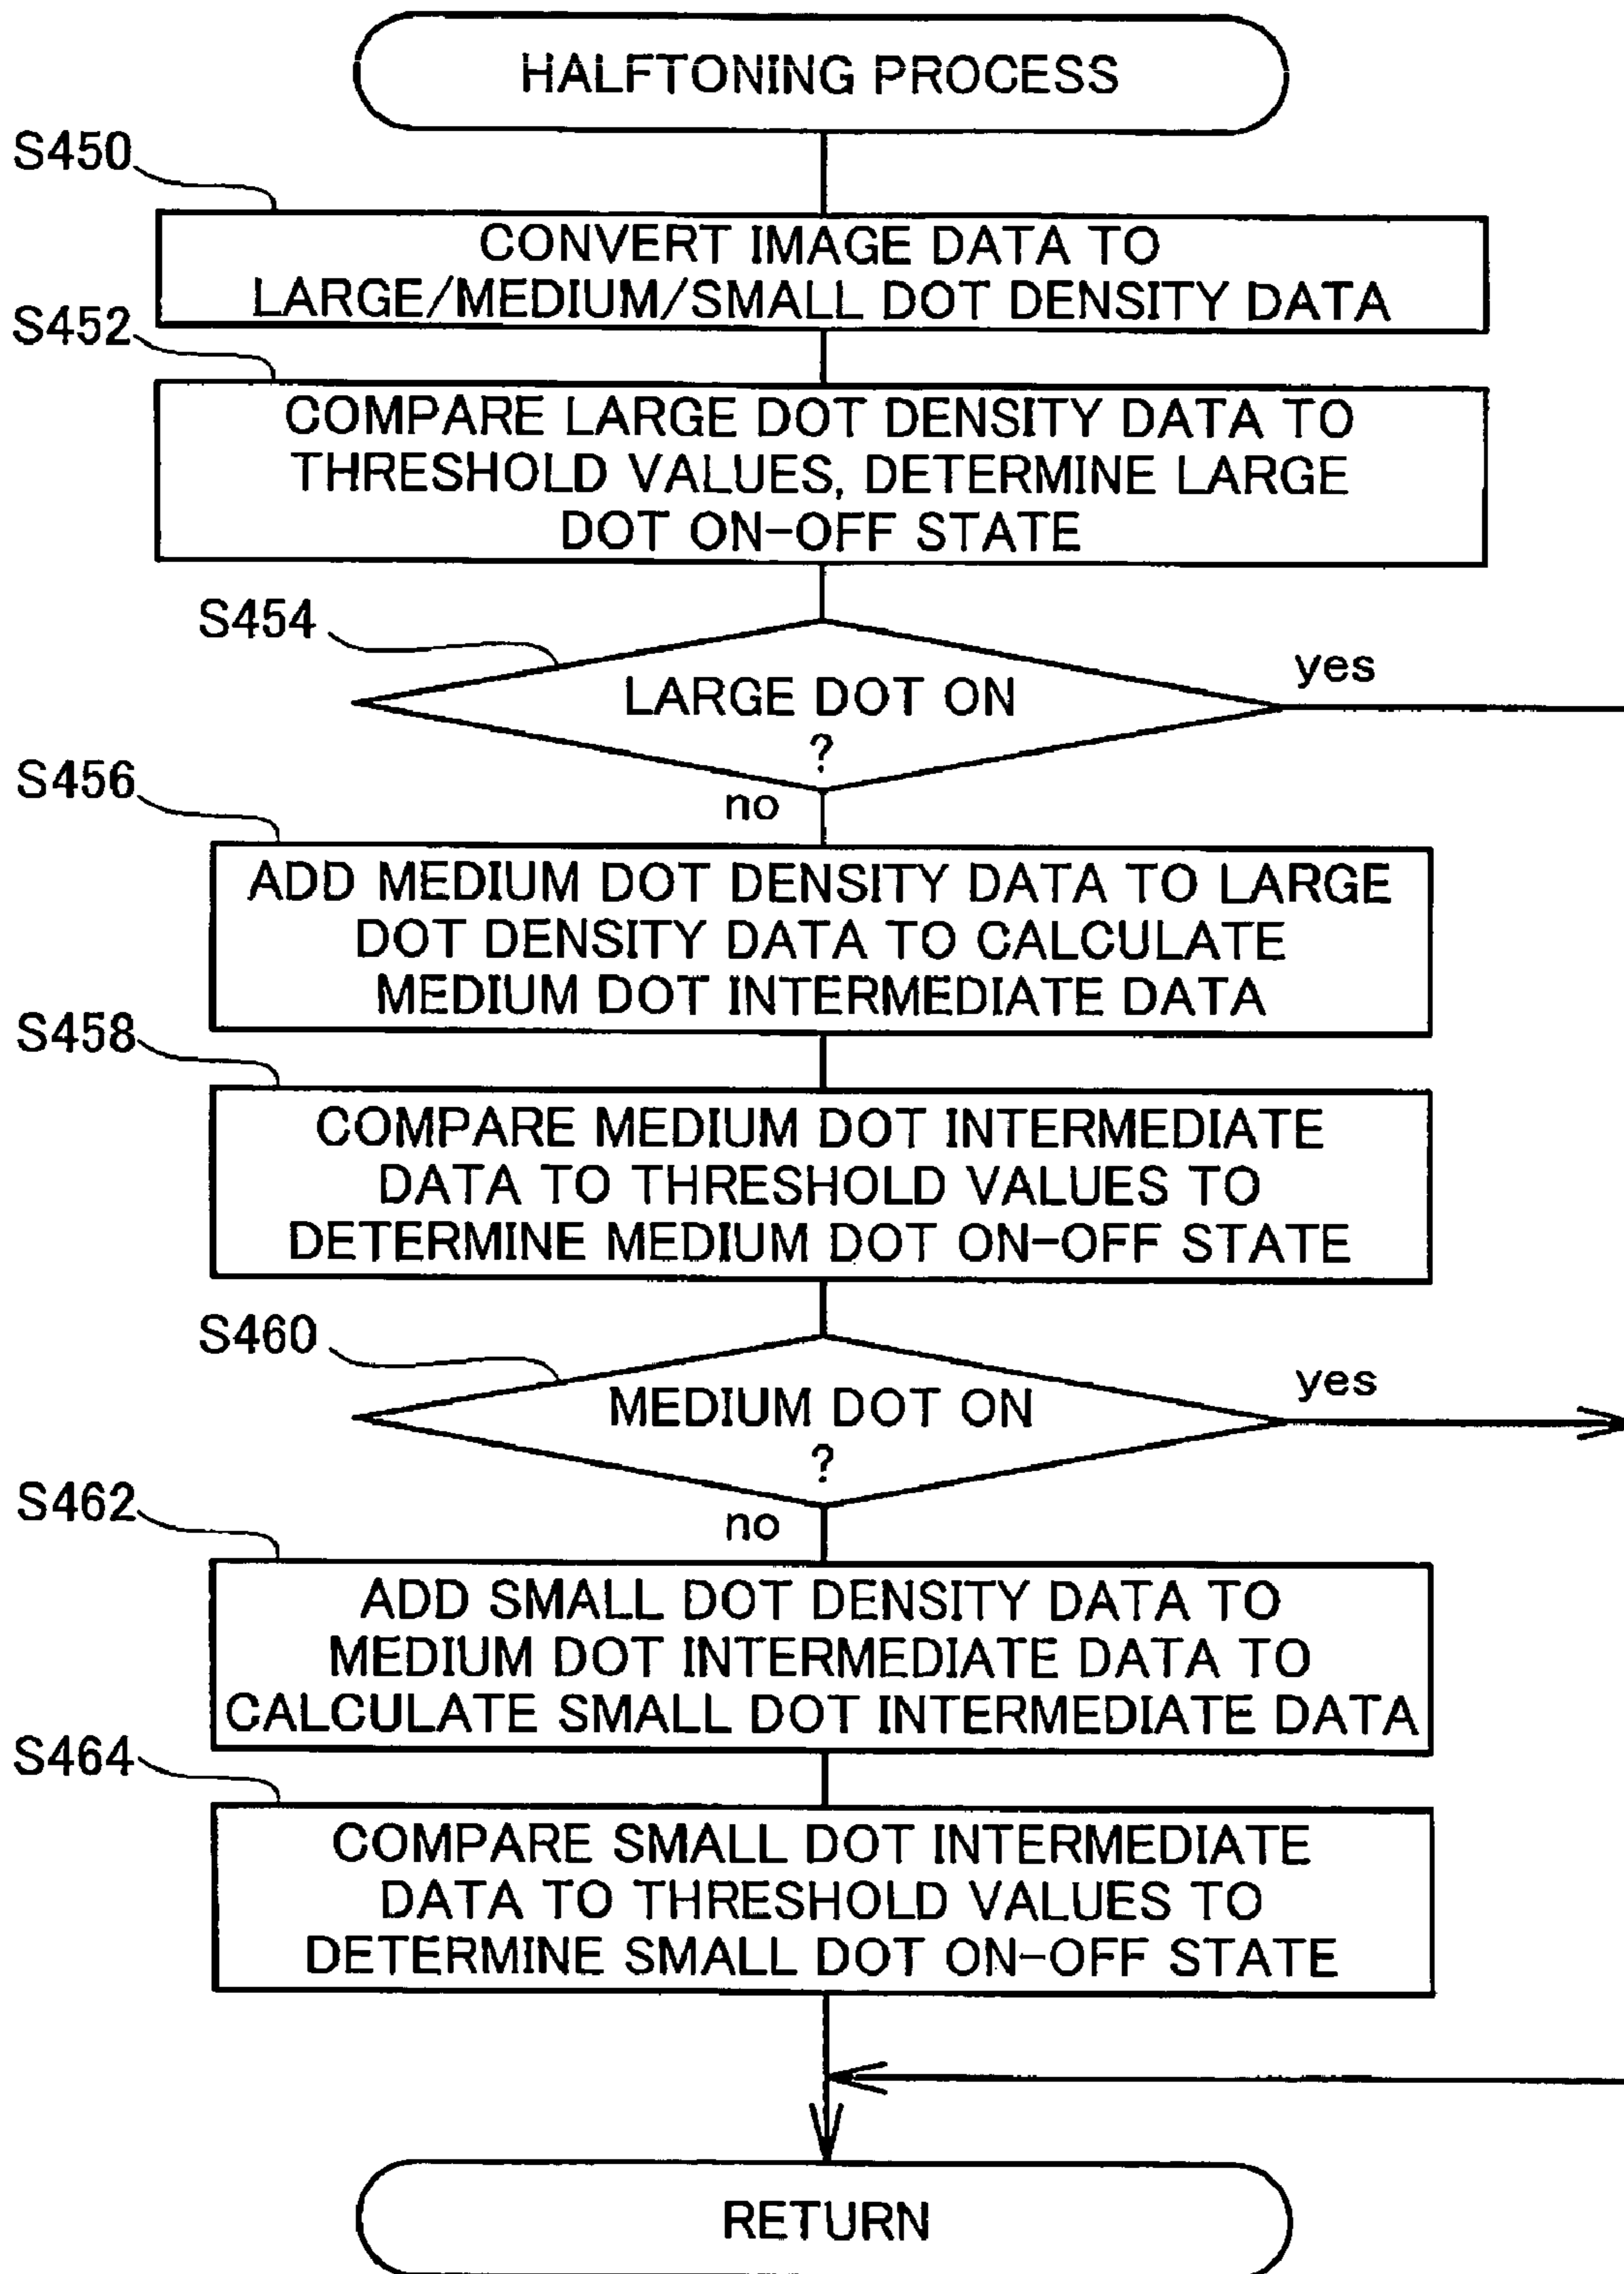 HALFTONING PROCESS
S450
CONVERT IMAGE DATA TO
LARGE/MEDIUM/SMALL DOT DENSITY DATA
S452
COMPARE LARGE DOT DENSITY DATA TO
THRESHOLD VALUES, DETERMINE LARGE
DOT ON-OFF STATE
S454
LARGE DOT ON
?
yes
no
S456
ADD MEDIUM DOT DENSITY DATA TO LARGE
DOT DENSITY DATA TO CALCULATE
MEDIUM DOT INTERMEDIATE DATA
S458
COMPARE MEDIUM DOT INTERMEDIATE
DATA TO THRESHOLD VALUES TO
DETERMINE MEDIUM DOT ON-OFF STATE
S460
MEDIUM DOT ON
?
yes
no
S462
ADD SMALL DOT DENSITY DATA TO
MEDIUM DOT INTERMEDIATE DATA TO
CALCULATE SMALL DOT INTERMEDIATE DATA
S464
COMPARE SMALL DOT INTERMEDIATE
DATA TO THRESHOLD VALUES TO
DETERMINE SMALL DOT ON-OFF STATE
RETURN